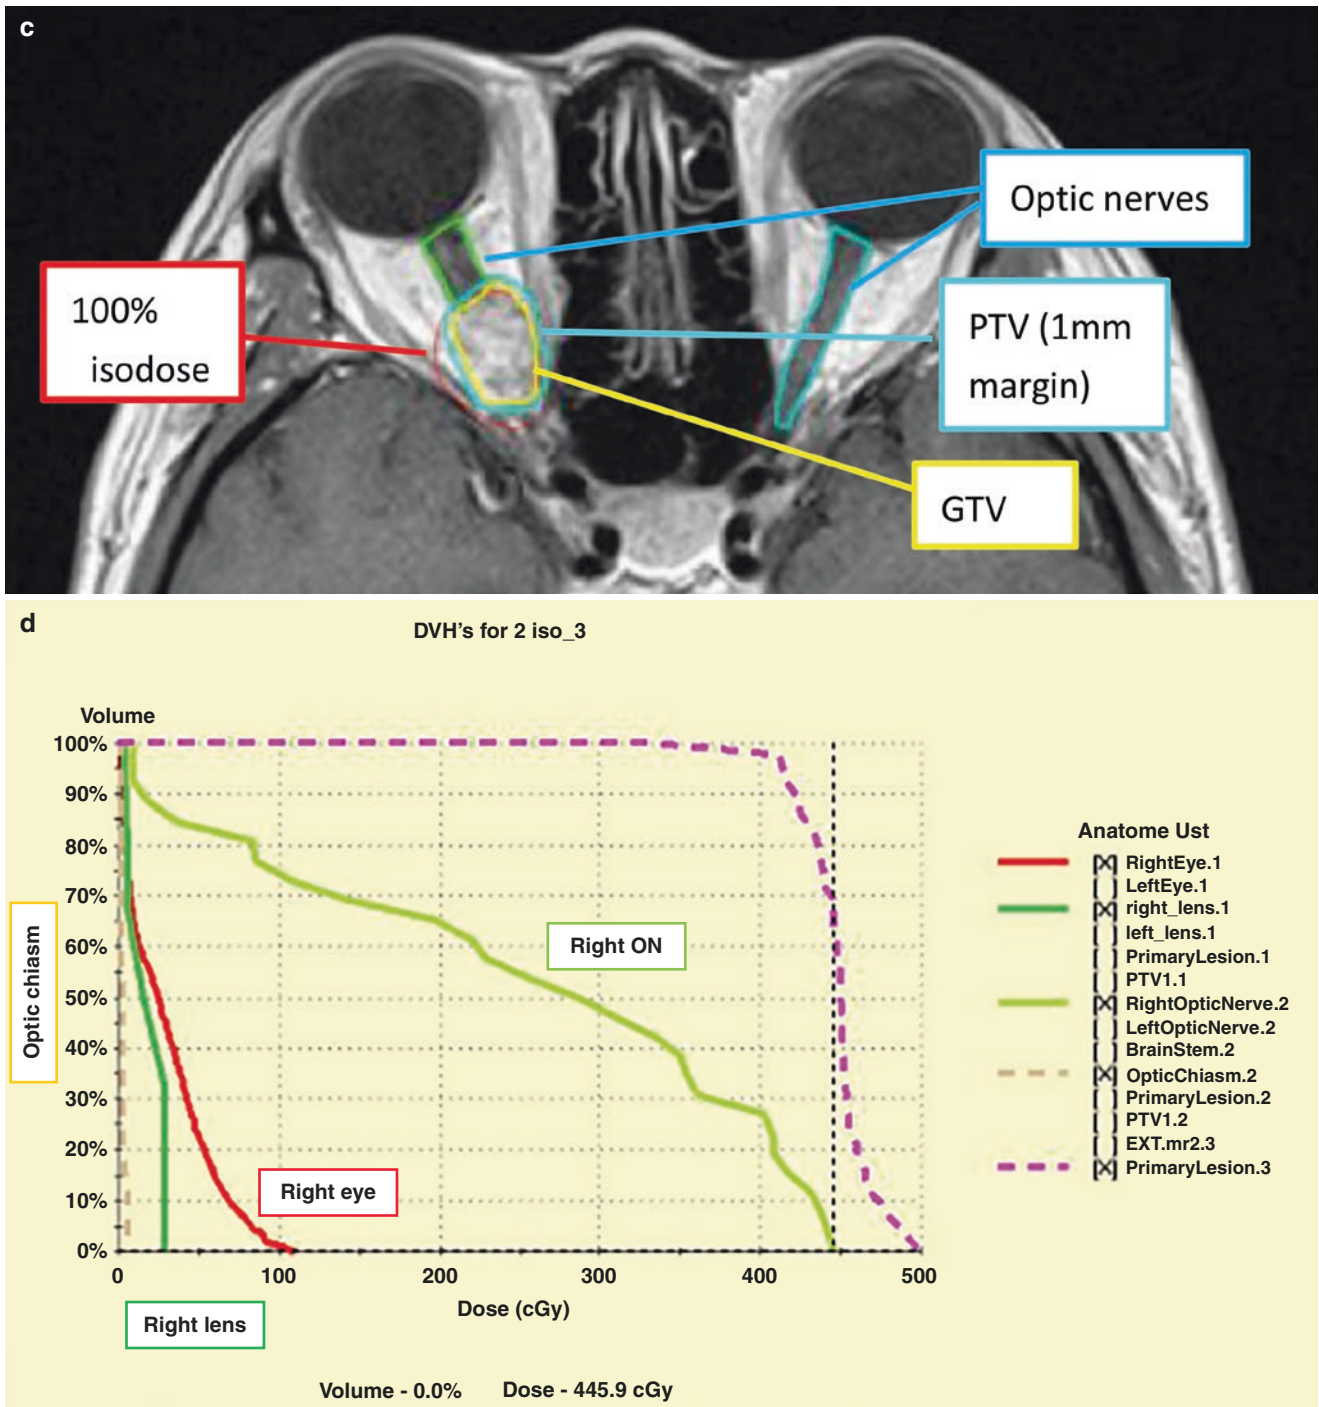 c
Optic nerves
100%
isodose
PTV (1mm
margin)
GTV
d
DVH's for 2 iso_3
Volume
100%
90%
80%
70%
60%
50%
40%
30%
20%
10%
0%
Optic chiasm
Right ON
Right eye
0 100 200 300 400 500
Dose (cGy)
Right lens
Volume - 0.0% Dose - 445.9 cGy
Anatome Ust
RightEye.1
LeftEye.1
right_lens.1
left_lens.1
PrimaryLesion.1
PTV1.1
RightOpticNerve.2
LeftOpticNerve.2
BrainStem.2
OpticChiasm.2
PrimaryLesion.2
PTV1.2
EXT.mr2.3
PrimaryLesion.3